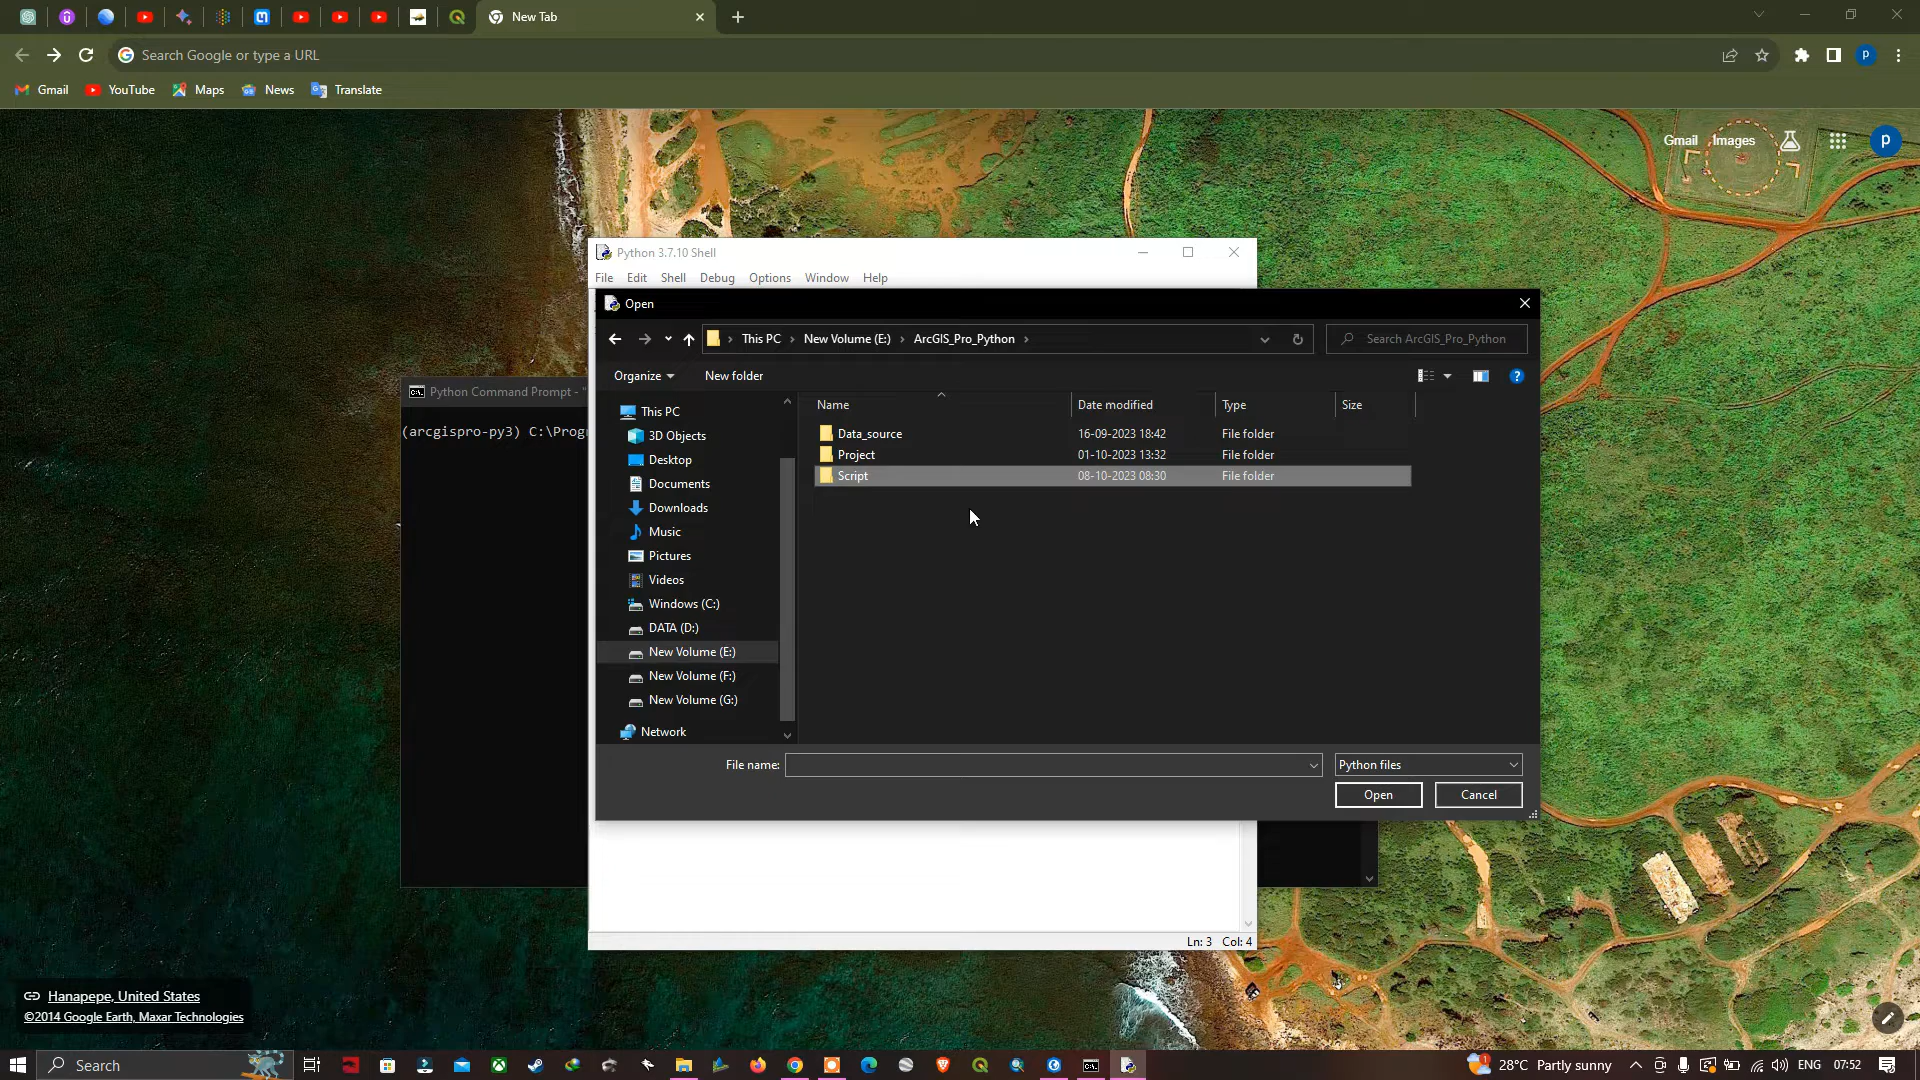 New Tab
Search Google or type a URL
Gmail
YouTube
Maps
News
Translate
Gmail
Images
P
Python 3.7.10 Shell
File Edit Shell Debug Options Window Help
Open
This PC
New Volume (E:)
ArcGIS_Pro_Python
Search ArcGIS_Pro_Python
Organize
New folder
Python Command Prompt - "
(arcgispro-py3) C:\Progr
This PC
3D Objects
Desktop
Documents
Downloads
Music
Pictures
Videos
Windows (C:)
DATA (D:)
New Volume (E:)
New Volume (F:)
New Volume (G:)
Network
Name Date modified Type Size
Data_source 16-09-2023 18:42 File folder
Project 01-10-2023 13:32 File folder
Script 08-10-2023 08:30 File folder
File name:
Python files
Open
Cancel
Ln: 3 Col: 4
Hanapepe, United States
©2014 Google Earth, Maxar Technologies
Search
28°C Partly sunny
ENG
07:52